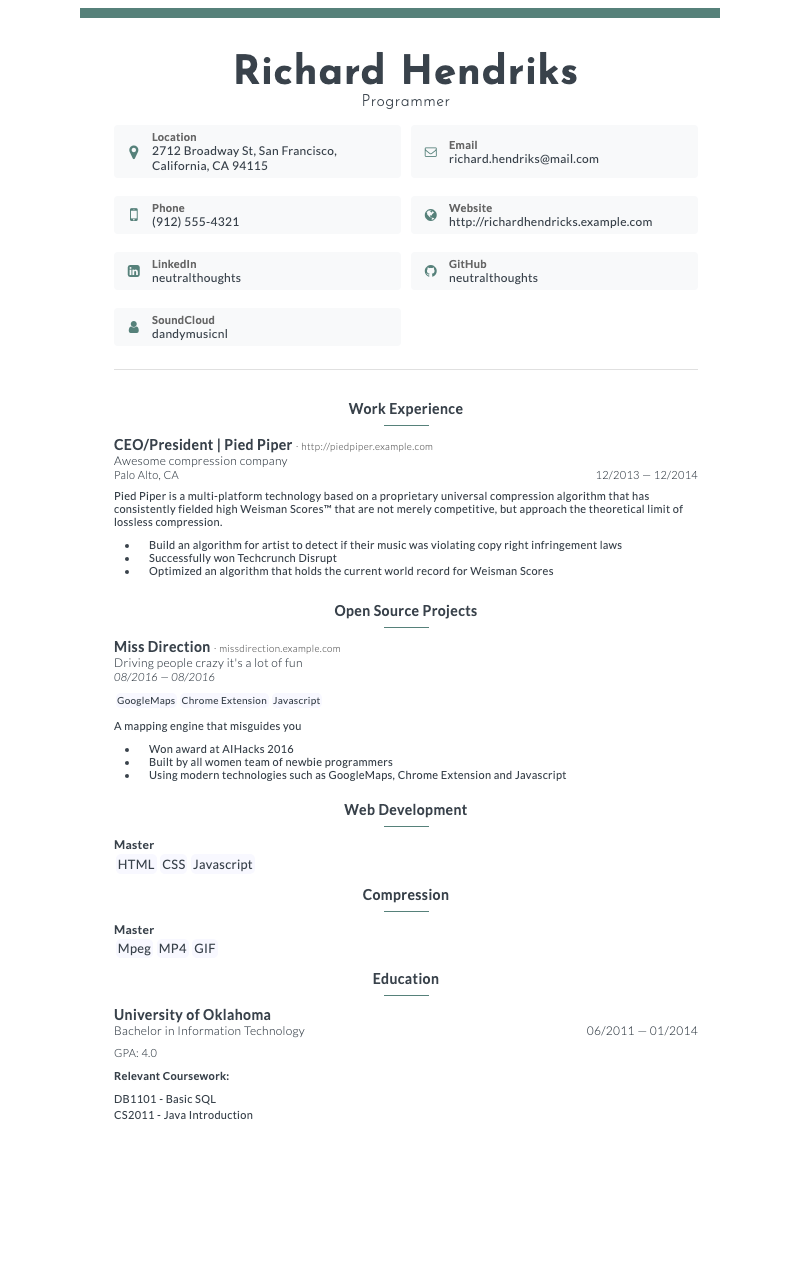 Richard Hendriks
Programmer
Location
2712 Broadway St, San Francisco,
California, CA 94115
Email
richard.hendriks@mail.com
Phone
(912) 555-4321
Website
http://richardhendricks.example.com
LinkedIn
neutralthoughts
GitHub
neutralthoughts
SoundCloud
dandymusicnl
Work Experience
CEO/President | Pied Piper · http://piedpiper.example.com
Awesome compression company
Palo Alto, CA 12/2013 — 12/2014
Pied Piper is a multi-platform technology based on a proprietary universal compression algorithm that has
consistently fielded high Weisman Scores™ that are not merely competitive, but approach the theoretical limit of
lossless compression.
• Build an algorithm for artist to detect if their music was violating copy right infringement laws
• Successfully won Techcrunch Disrupt
• Optimized an algorithm that holds the current world record for Weisman Scores
Open Source Projects
Miss Direction · missdirection.example.com
Driving people crazy it's a lot of fun
08/2016 — 08/2016
GoogleMaps Chrome Extension Javascript
A mapping engine that misguides you
• Won award at AIHacks 2016
• Built by all women team of newbie programmers
• Using modern technologies such as GoogleMaps, Chrome Extension and Javascript
Web Development
Master
HTML CSS Javascript
Compression
Master
Mpeg MP4 GIF
Education
University of Oklahoma
Bachelor in Information Technology 06/2011 — 01/2014
GPA: 4.0
Relevant Coursework:
DB1101 - Basic SQL
CS2011 - Java Introduction